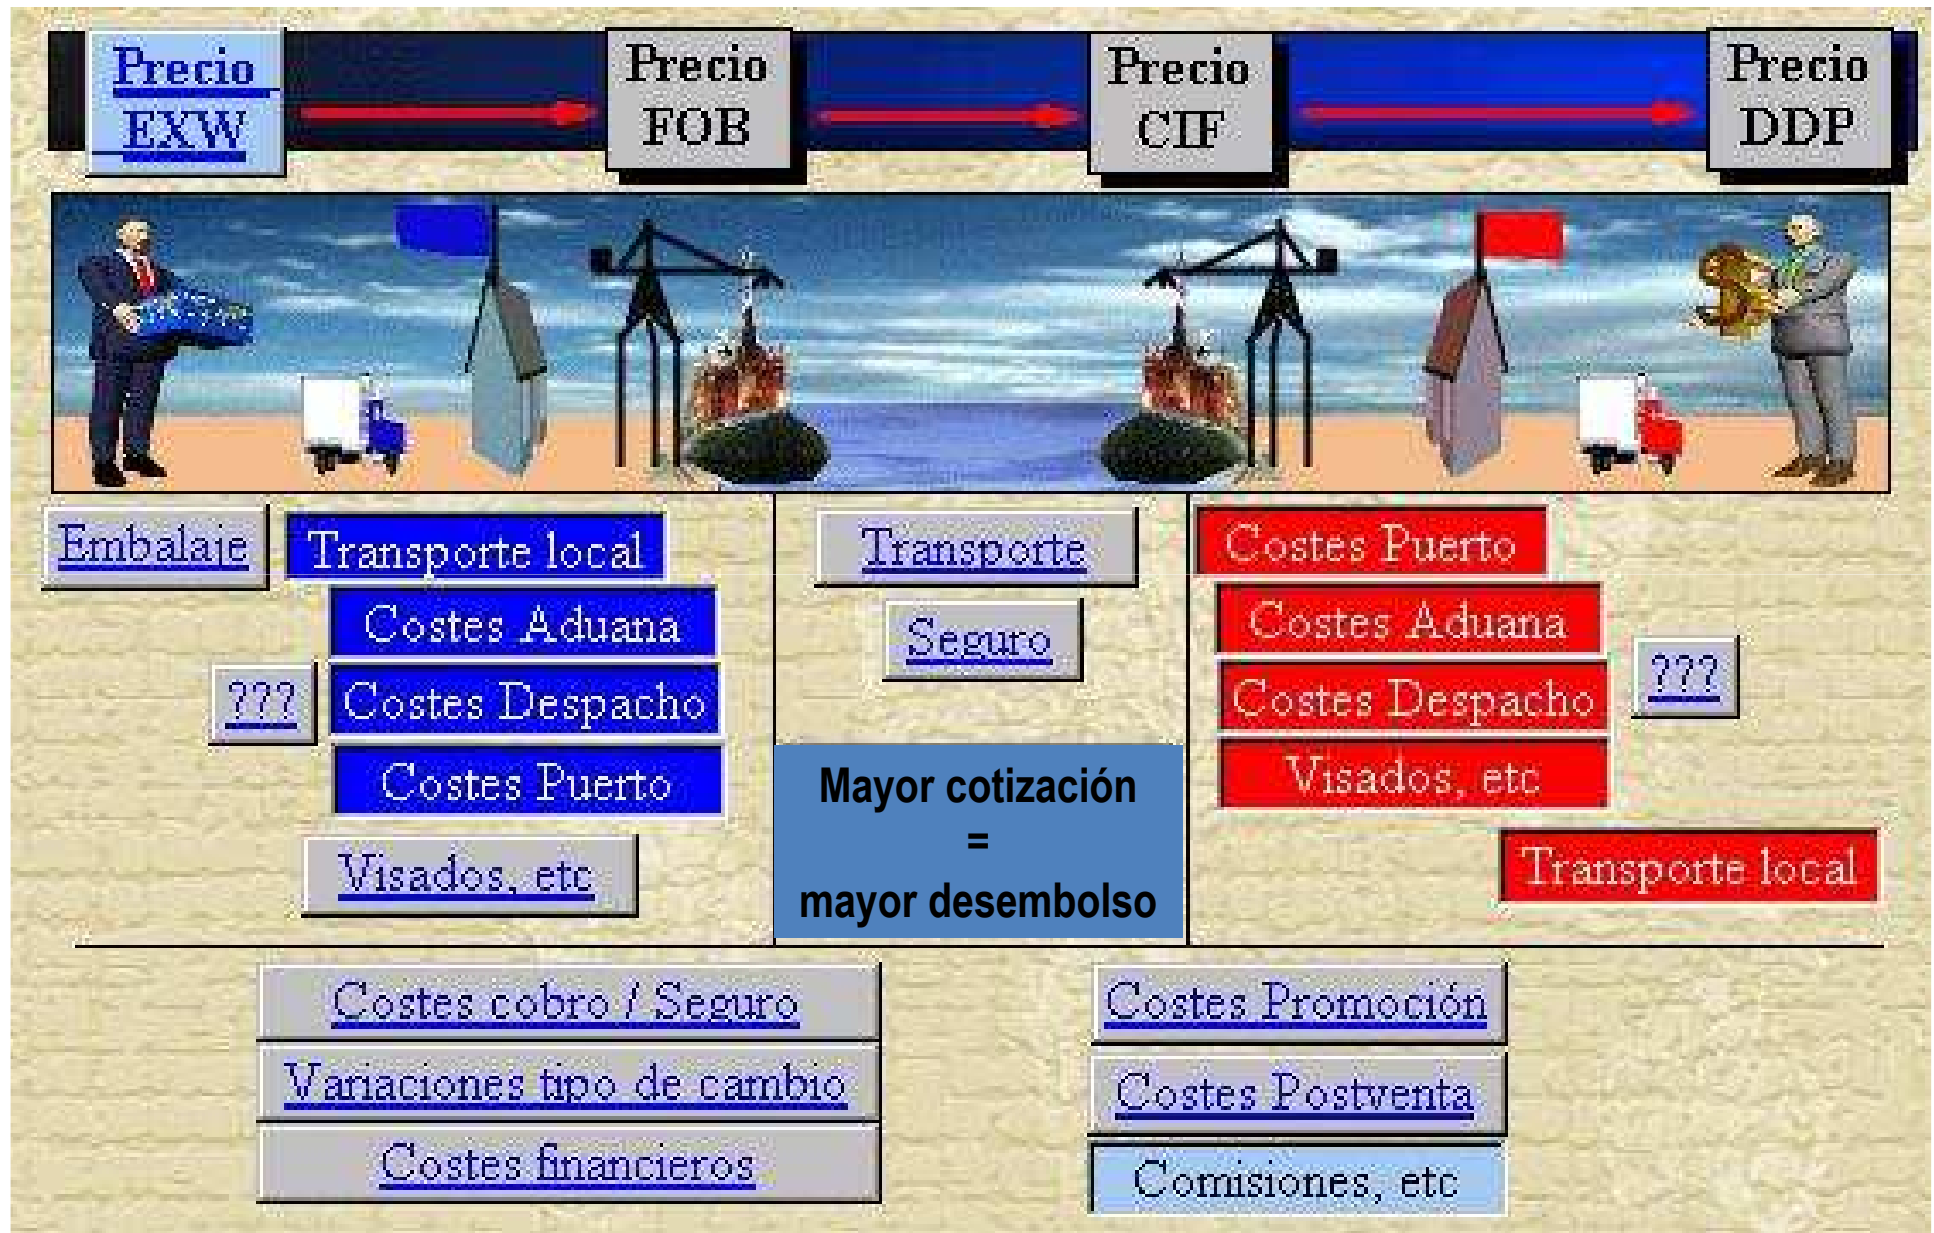 Precio
EXW
Precio
FOB
Precio
CIF
Precio
DDP
Embalaje
Transporte local
Costes Aduana
???
Costes Despacho
Costes Puerto
Visados, etc
Transporte
Seguro
Mayor cotización
=
mayor desembolso
Costes Puerto
Costes Aduana
Costes Despacho
???
Visados, etc
Transporte local
Costes cobro / Seguro
Variaciones tipo de cambio
Costes financieros
Costes Promoción
Costes Postventa
Comisiones, etc